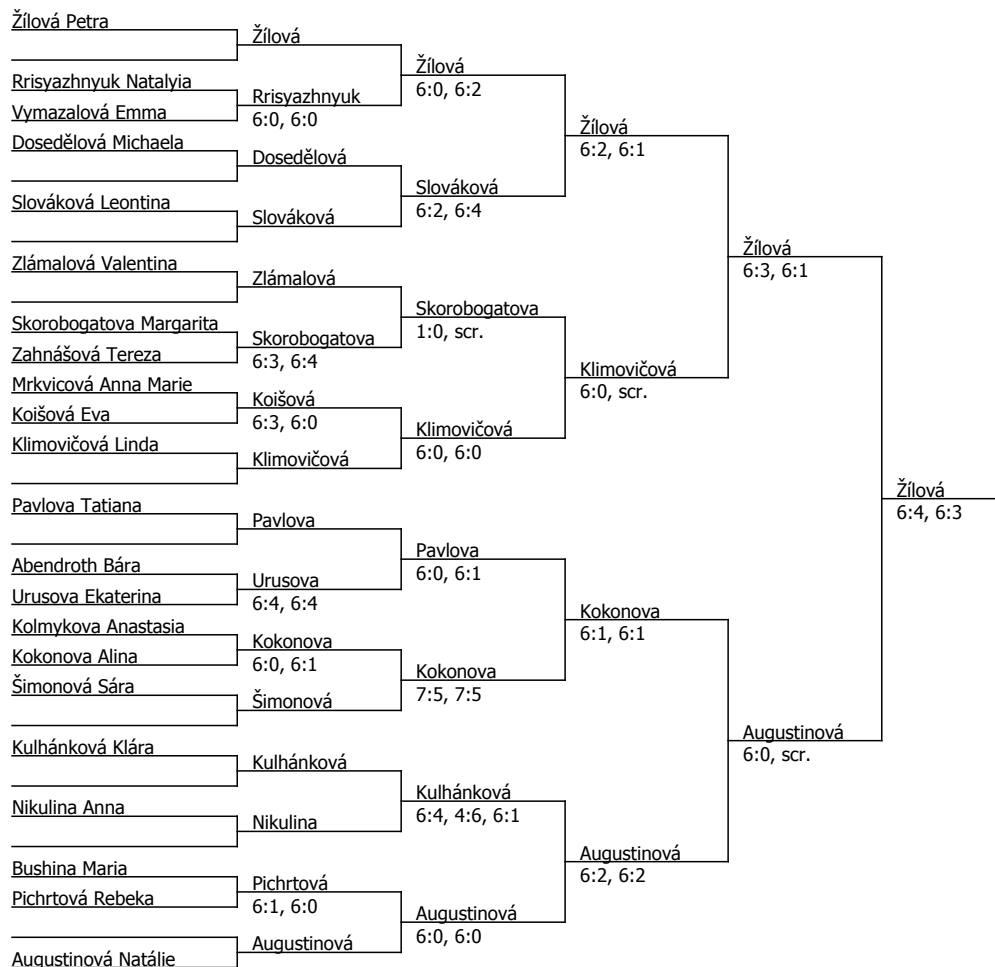 Žílová Petra
Rrisyazhnyuk Natalyia
Vymazalová Emma
Dosedělová Michaela
Slováková Leontina
Zlámalová Valentina
Skorobogatova Margarita
Zahnášová Tereza
Mrkvicová Anna Marie
Koišová Eva
Klimovičová Linda
Pavlova Tatiana
Abendroth Bára
Urusova Ekaterina
Kolmykova Anastasia
Kokonova Alina
Šimonová Sára
Kulhánková Klára
Nikulina Anna
Bushina Maria
Pichrtová Rebeka
Augustinová Natálie
Žílová
Rrisyazhnyuk
6:0, 6:0
Dosedělová
Slováková
Zlámalová
Skorobogatova
6:3, 6:4
Koišová
6:3, 6:0
Klimovičová
Pavlova
Urusova
6:4, 6:4
Kokonova
6:0, 6:1
Šimonová
Kulhánková
Nikulina
Pichrtová
6:1, 6:0
Augustinová
Žílová
6:0, 6:2
Slováková
6:2, 6:4
Skorobogatova
1:0, scr.
Klimovičová
6:0, 6:0
Pavlova
6:0, 6:1
Kokonova
7:5, 7:5
Kulhánková
6:4, 4:6, 6:1
Augustinová
6:0, 6:0
Žílová
6:2, 6:1
Klimovičová
6:0, scr.
Kokonova
6:1, 6:1
Augustinová
6:2, 6:2
Žílová
6:3, 6:1
Augustinová
6:0, scr.
Žílová
6:4, 6:3